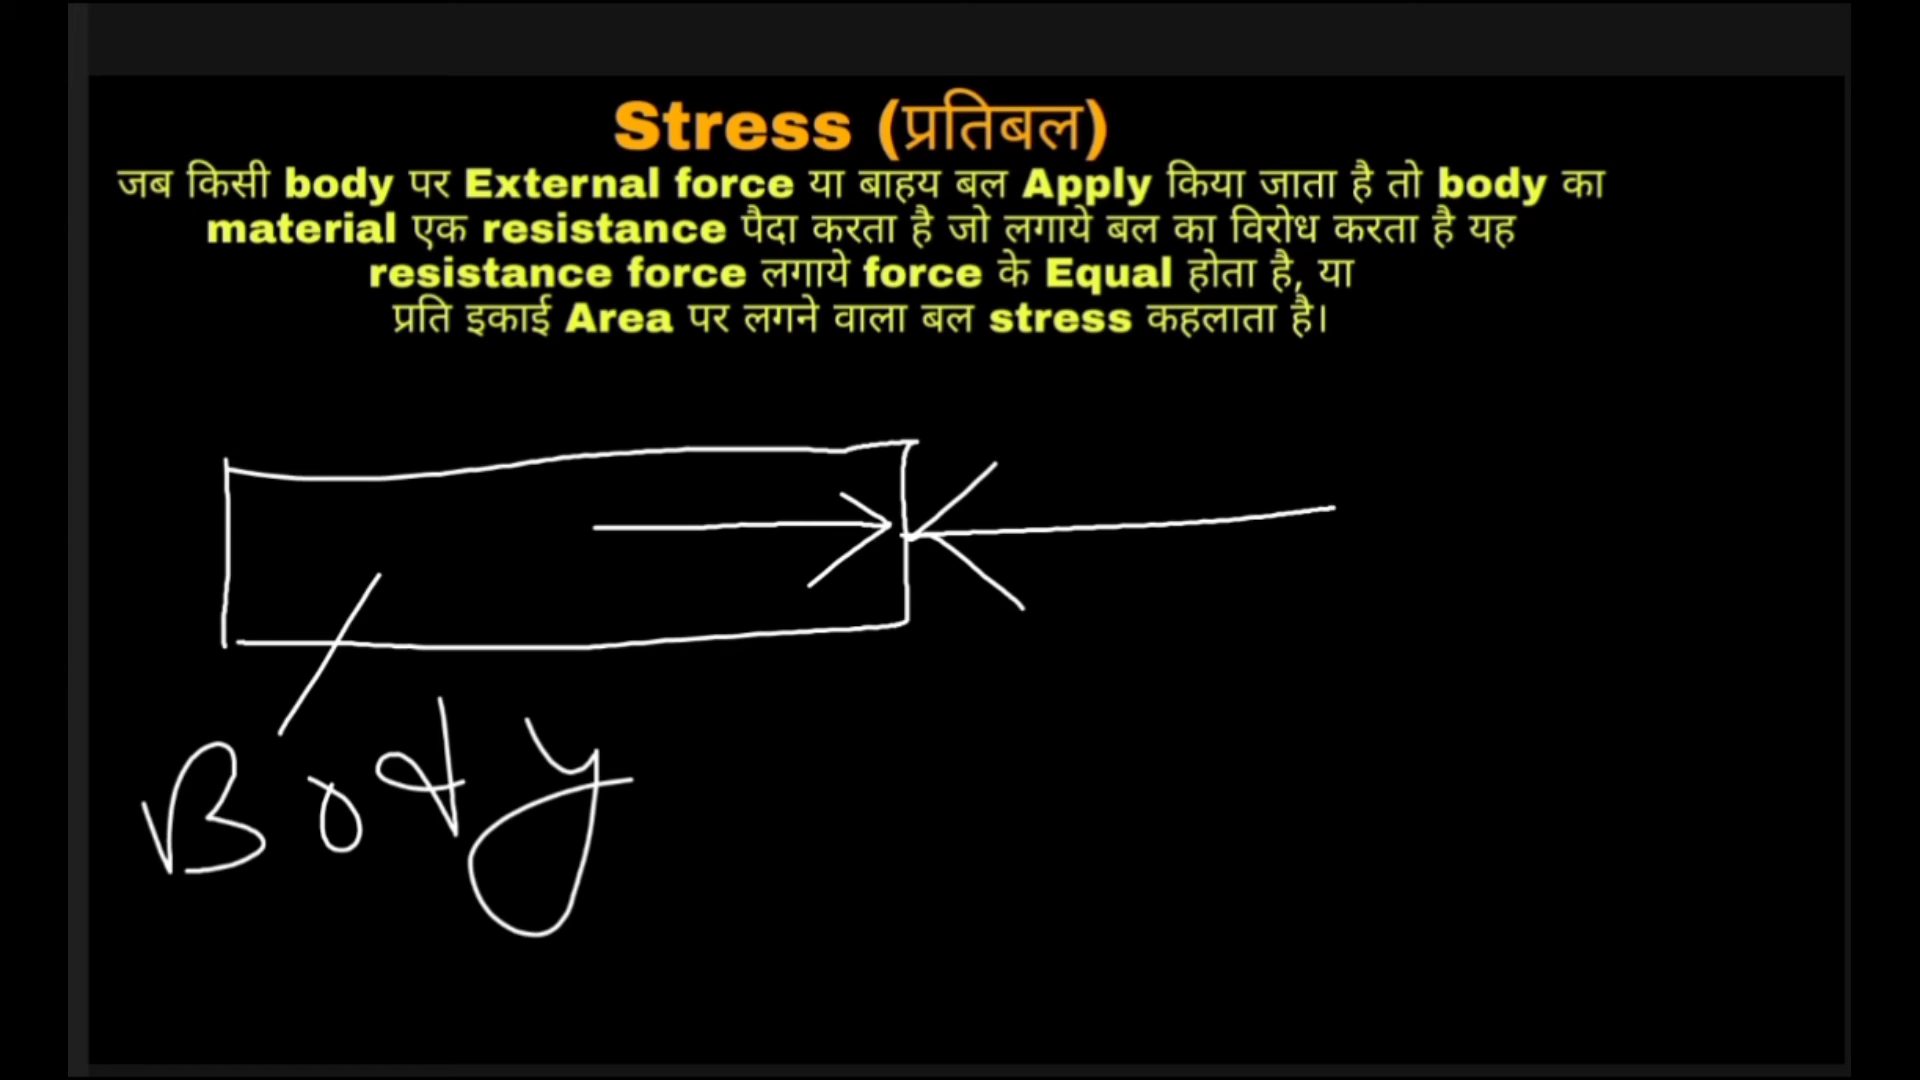 Stress (प्रतिबल)
जब किसी body पर External force या बाहय बल Apply किया जाता है तो body का
material एक resistance पैदा करता है जो लगाये बल का विरोध करता है यह
resistance force लगाये force के Equal होता है, या
प्रति इकाई Area पर लगने वाला बल stress कहलाता है।
Body